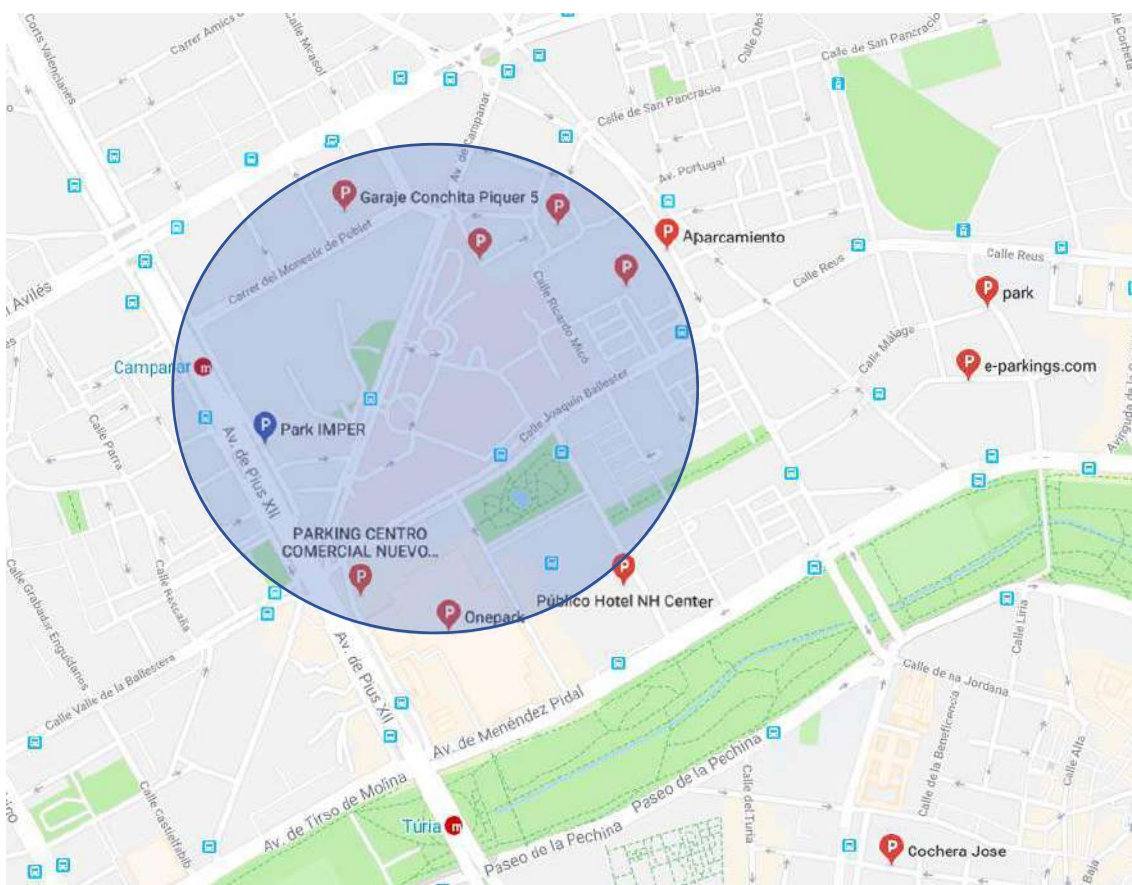 Corts Valencianes
Carrer Amics d
Calle Mirasol
Av. de Campanar
Calle de San Pancracio
Calle de San Pancracio
Av. Portugal
P
Garaje Conchita Piquer 5
P
P
P
P
Aparcamiento
Calle Reus
Calle Reus
Carrer del Monestir de Poblet
Avilés
Calle Ricardo Micó
P
park
Calle Málaga
P
e-parkings.com
Campanar
m
P
Park IMPER
Calle Joaquín Ballester
Calle Parra
Av. de Pius XII
PARKING CENTRO
COMERCIAL NUEVO...
P
P
Onepark
P
Público Hotel NH Center
Calle Grabador Enguidanos
Calle Rascaña
Calle Valle de la Ballestera
Av. de Pius XII
Av. de Menéndez Pidal
Calle Liria
Calle de na Jordana
Calle de la Beneficencia
Calle Alta
Paseo de la Pechina
Calle del Turia
Av. de Tirso de Molina
Calle Castielfabib
Túria
m
Paseo de la Pechina
P
Cochera Jose
Baja